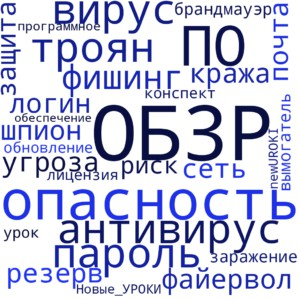 вирус
брандмауэр
программное
троян
ПО
почта
защита
фишинг
кража
конспект
логин
ОБЗР
шпион
обеспечение
обновление
newUROKI
вымогатель
угроза
риск
сеть
лицензия
опасность
урок
антивирус
пароль
заражение
резерв
файервол
Новые_УРОКИ